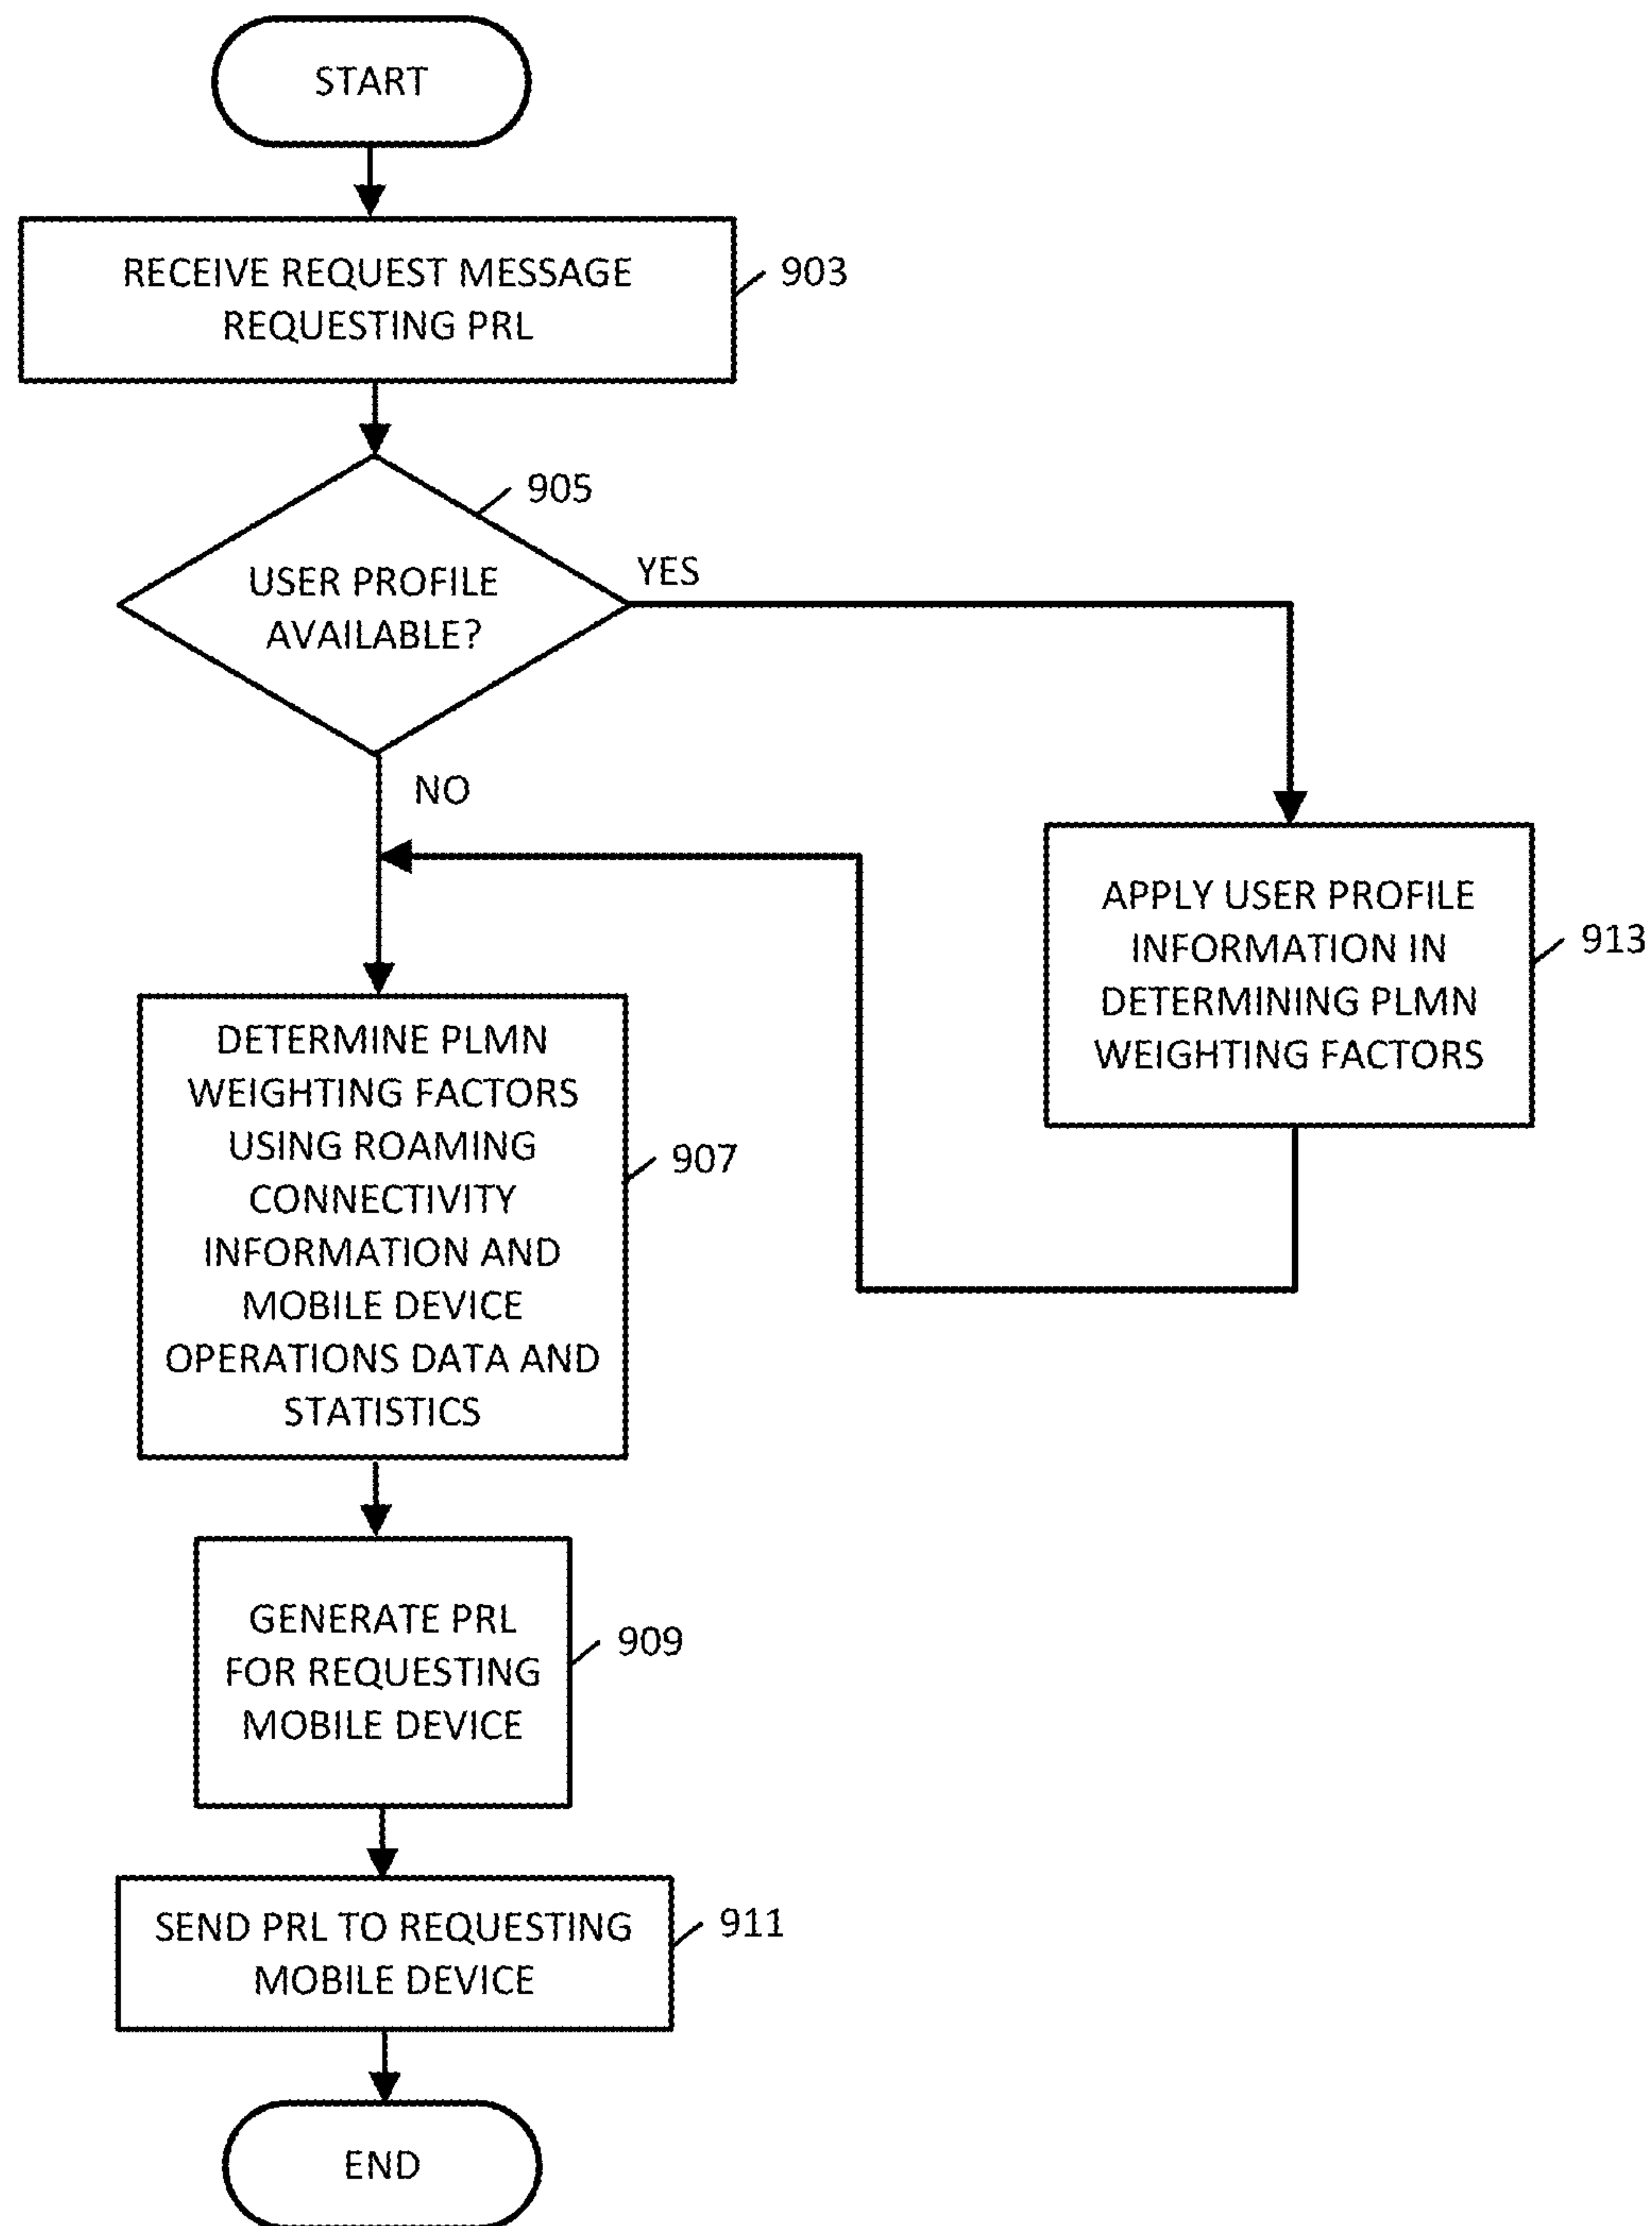 START
RECEIVE REQUEST MESSAGE
REQUESTING PRL
903
905
USER PROFILE
AVAILABLE?
YES
NO
APPLY USER PROFILE
INFORMATION IN
DETERMINING PLMN
WEIGHTING FACTORS
913
DETERMINE PLMN
WEIGHTING FACTORS
USING ROAMING
CONNECTIVITY
INFORMATION AND
MOBILE DEVICE
OPERATIONS DATA AND
STATISTICS
907
GENERATE PRL
FOR REQUESTING
MOBILE DEVICE
909
SEND PRL TO REQUESTING
MOBILE DEVICE
911
END